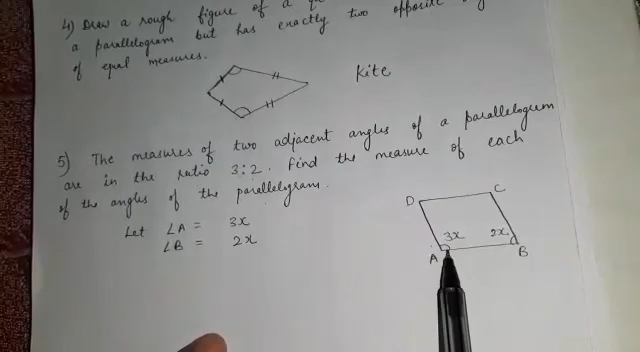 4) Draw a rough figure of a
a parallelogram but has exactly two opposite
of equal measures.
Kite
5) The measures of two adjacent angles of a parallelogram
are in the ratio 3:2. Find the measure of each
of the angles of the parallelogram.
Let ∠A = 3x
∠B = 2x
D C
3x 2x
A B